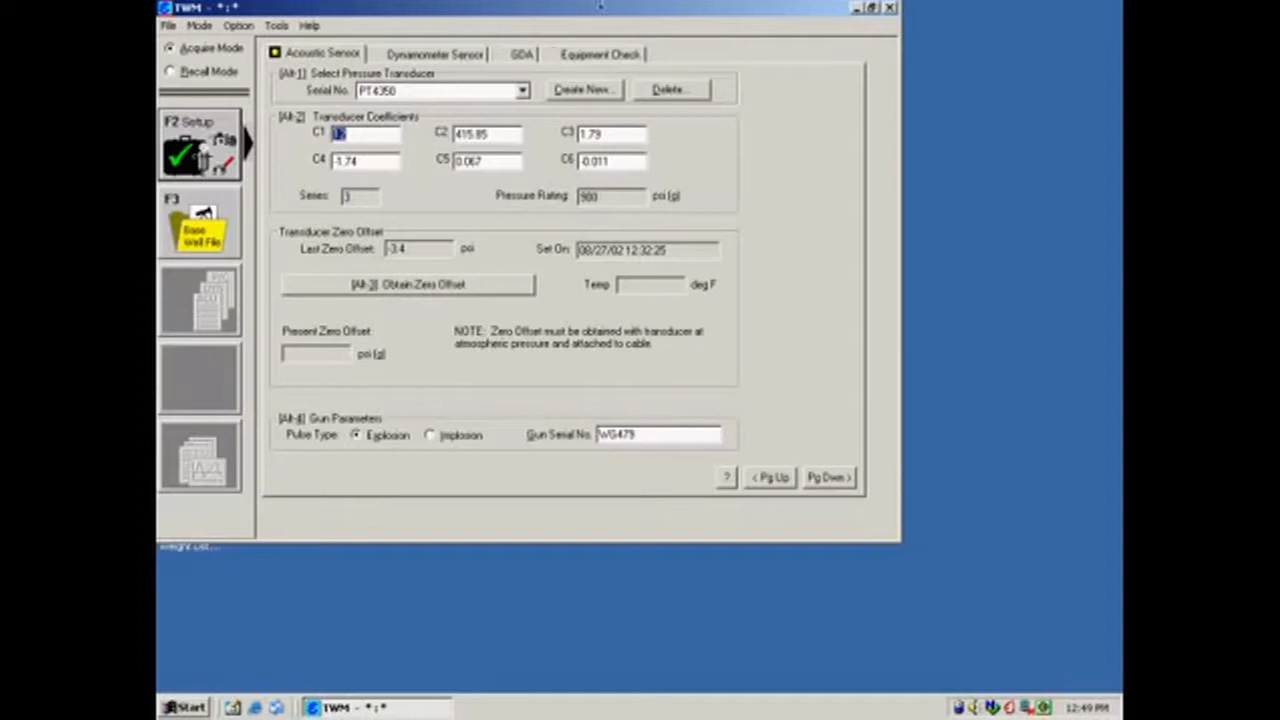 TWM - *:*
File Mode Option Tools Help
Acquire Mode
Recall Mode
F2 Setup
F3
Base
Well File
Acoustic Sensor Dynamometer Sensor GDA Equipment Check
[Alt-1] Select Pressure Transducer
Serial No. PT4350 Create New... Delete...
[Alt-2] Transducer Coefficients
C1 12 C2 415.85 C3 1.79
C4 -1.74 C5 0.067 C6 -0.011
Series: 3 Pressure Rating: 980 psi (g)
Transducer Zero Offset
Last Zero Offset: -3.4 psi Set On: 08/27/02 12:32:25
[Alt-3] Obtain Zero Offset Temp deg F
Present Zero Offset:
psi (g)
NOTE: Zero Offset must be obtained with transducer at
atmospheric pressure and attached to cable.
[Alt-4] Gun Parameters
Pulse Type: Explosion Implosion Gun Serial No. WG479
? < Pg Up Pg Dwn >
Start TWM - *:* 12:49 PM